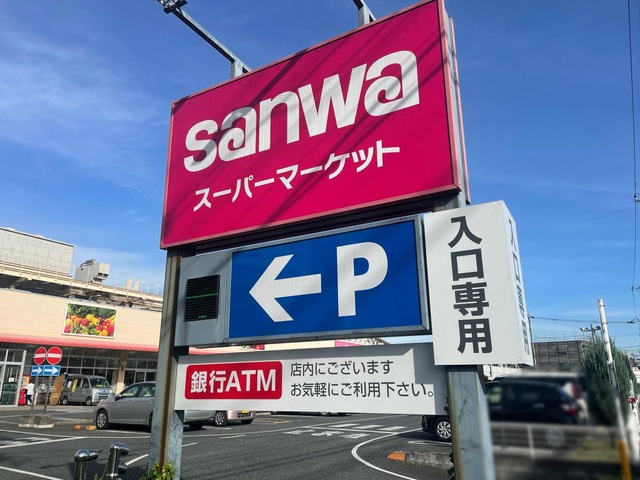 sanwa
スーパーマーケット
← P
入口専用
銀行ATM
店内にございます
お気軽にご利用下さい。